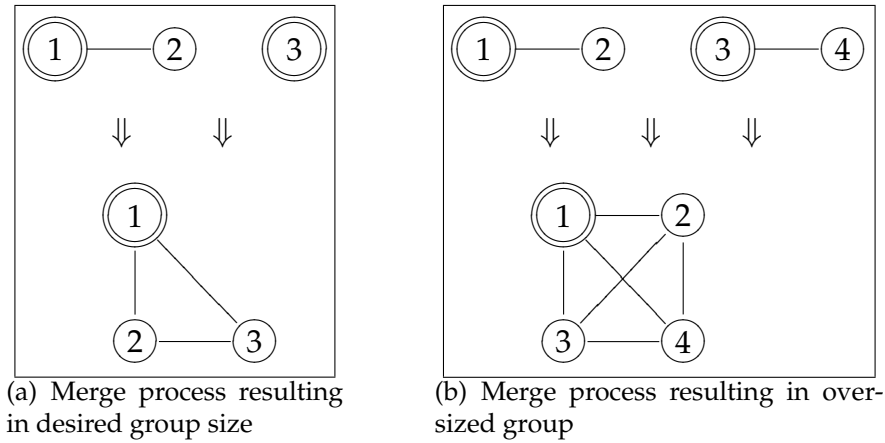 1 2 3
1 2 3 4
⇓ ⇓
⇓ ⇓ ⇓
1
2 3
1 2
3 4
(a) Merge process resulting
in desired group size
(b) Merge process resulting in over-
sized group